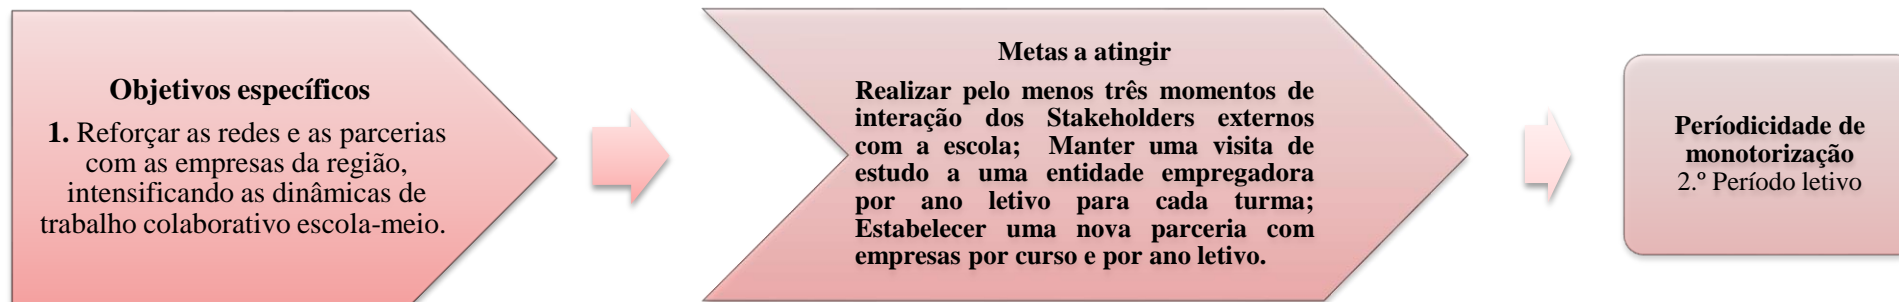 Objetivos específicos
1. Reforçar as redes e as parcerias
com as empresas da região,
intensificando as dinâmicas de
trabalho colaborativo escola-meio.
Metas a atingir
Realizar pelo menos três momentos de
interação dos Stakeholders externos
com a escola; Manter uma visita de
estudo a uma entidade empregadora
por ano letivo para cada turma;
Estabelecer uma nova parceria com
empresas por curso e por ano letivo.
Períodicidade de
monotorização
2.º Período letivo